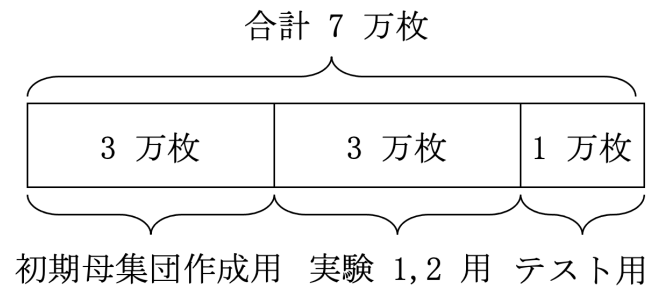 合計 7 万枚
3 万枚 3 万枚 1 万枚
初期母集団作成用 実験 1,2 用 テスト用